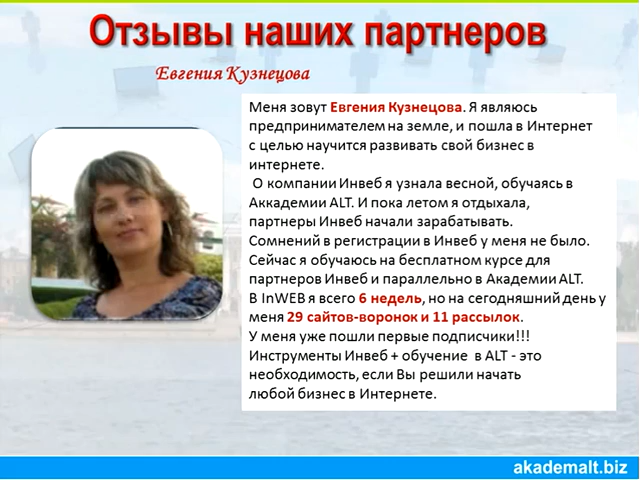 Отзывы наших партнеров
Евгения Кузнецова
Меня зовут Евгения Кузнецова. Я являюсь
предпринимателем на земле, и пошла в Интернет
с целью научится развивать свой бизнес в
интернете.
О компании Инвеб я узнала весной, обучаясь в
Аккадемии ALT. И пока летом я отдыхала,
партнеры Инвеб начали зарабатывать.
Сомнений в регистрации в Инвеб у меня не было.
Сейчас я обучаюсь на бесплатном курсе для
партнеров Инвеб и параллельно в Академии ALT.
В InWEB я всего 6 недель, но на сегодняшний день у
меня 29 сайтов-воронок и 11 рассылок.
У меня уже пошли первые подписчики!!!
Инструменты Инвеб + обучение в ALT - это
необходимость, если Вы решили начать
любой бизнес в Интернете.
akademalt.biz